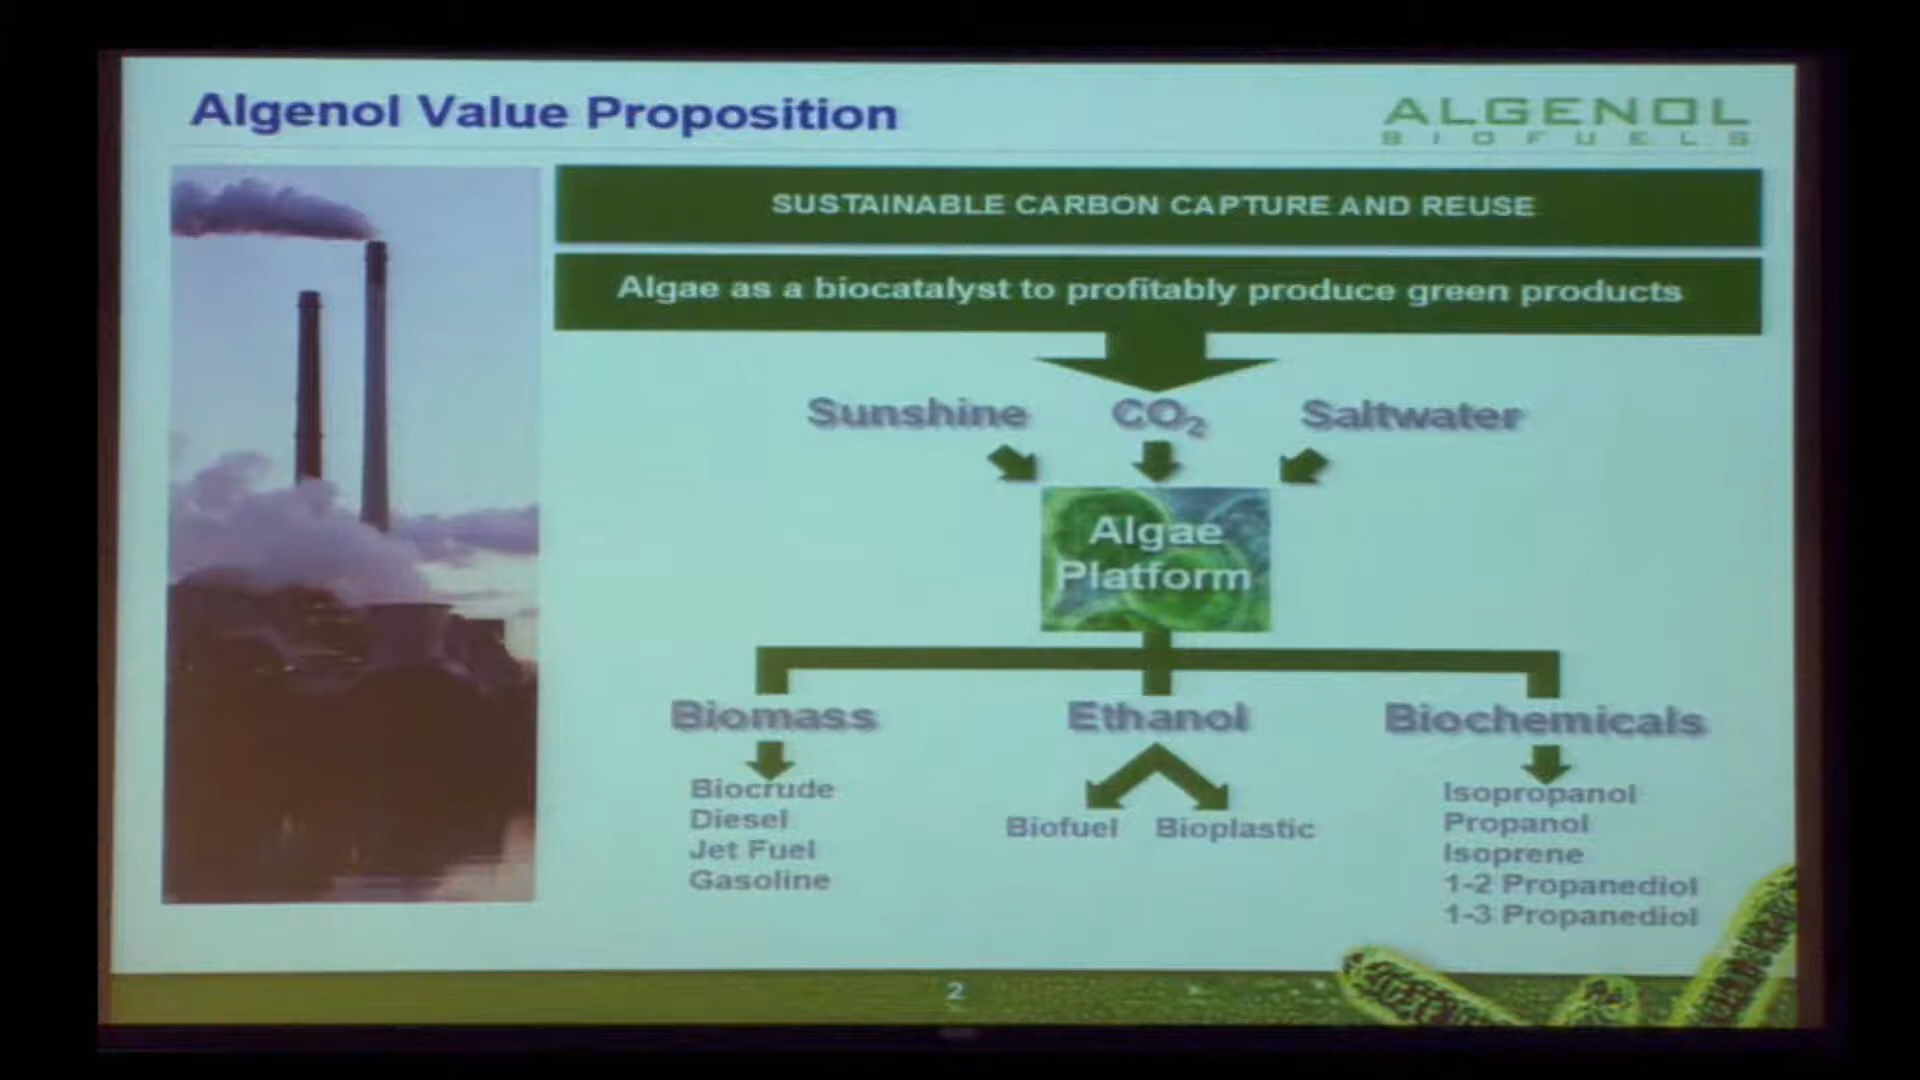 Algenol Value Proposition
ALGENOL
BIOFUELS
SUSTAINABLE CARBON CAPTURE AND REUSE
Algae as a biocatalyst to profitably produce green products
Sunshine CO₂ Saltwater
Algae
Platform
Biomass Ethanol Biochemicals
Biocrude
Diesel
Jet Fuel
Gasoline
Biofuel Bioplastic
Isopropanol
Propanol
Isoprene
1-2 Propanediol
1-3 Propanediol
2